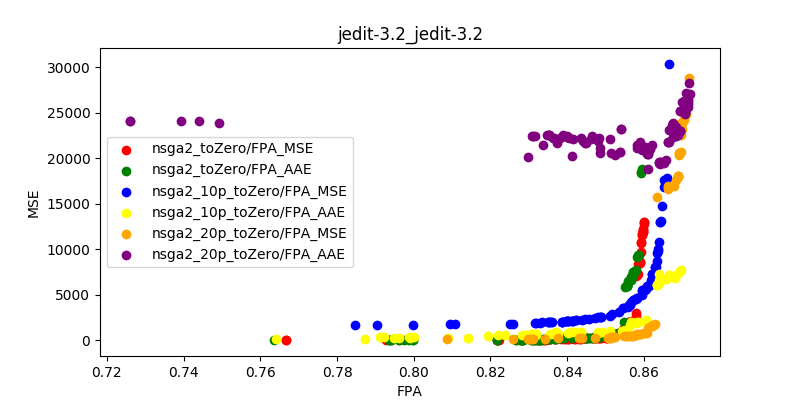 jedit-3.2_jedit-3.2
30000
25000
20000
15000
10000
5000
0
MSE
nsga2_toZero/FPA_MSE
nsga2_toZero/FPA_AAE
nsga2_10p_toZero/FPA_MSE
nsga2_10p_toZero/FPA_AAE
nsga2_20p_toZero/FPA_MSE
nsga2_20p_toZero/FPA_AAE
0.72 0.74 0.76 0.78 0.80 0.82 0.84 0.86
FPA